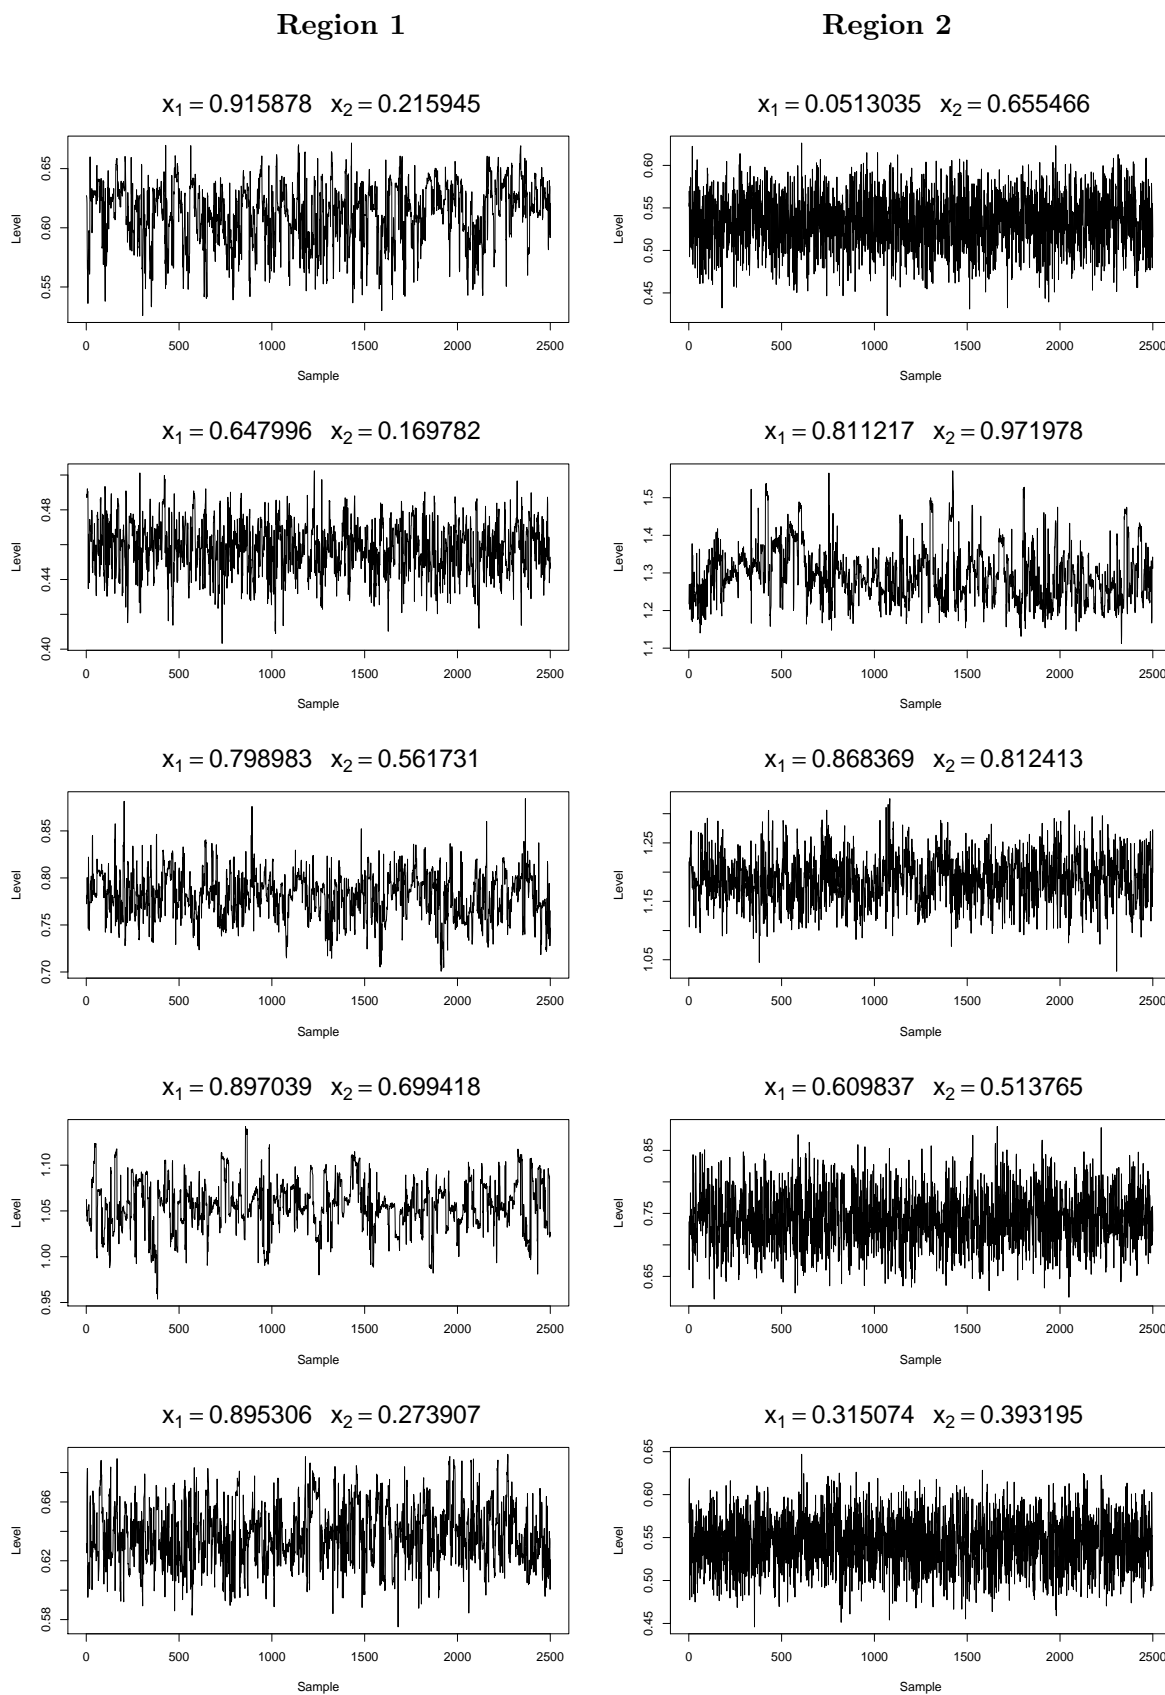 Region 1 Region 2
x1 = 0.915878 x2 = 0.215945 x1 = 0.0513035 x2 = 0.655466
Level 0.55 0.60 0.65 Level 0.45 0.50 0.55 0.60
0 500 1000 1500 2000 2500 0 500 1000 1500 2000 2500
Sample Sample
x1 = 0.647996 x2 = 0.169782 x1 = 0.811217 x2 = 0.971978
Level 0.40 0.44 0.48 Level 1.1 1.2 1.3 1.4 1.5
0 500 1000 1500 2000 2500 0 500 1000 1500 2000 2500
Sample Sample
x1 = 0.798983 x2 = 0.561731 x1 = 0.868369 x2 = 0.812413
Level 0.70 0.75 0.80 0.85 Level 1.05 1.15 1.25
0 500 1000 1500 2000 2500 0 500 1000 1500 2000 2500
Sample Sample
x1 = 0.897039 x2 = 0.699418 x1 = 0.609837 x2 = 0.513765
Level 0.95 1.00 1.05 1.10 Level 0.65 0.75 0.85
0 500 1000 1500 2000 2500 0 500 1000 1500 2000 2500
Sample Sample
x1 = 0.895306 x2 = 0.273907 x1 = 0.315074 x2 = 0.393195
Level 0.58 0.62 0.66 Level 0.45 0.50 0.55 0.60 0.65
0 500 1000 1500 2000 2500 0 500 1000 1500 2000 2500
Sample Sample